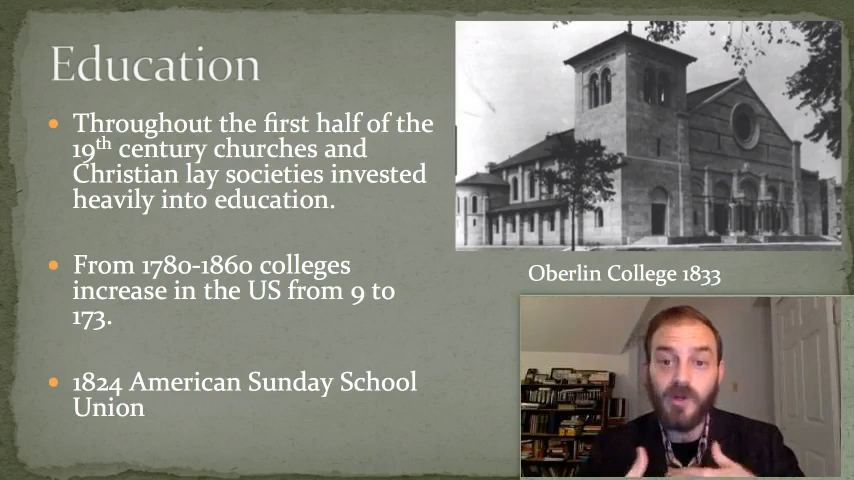 Education
Throughout the first half of the
19th century churches and
Christian lay societies invested
heavily into education.
From 1780-1860 colleges
increase in the US from 9 to
173.
1824 American Sunday School
Union
Oberlin College 1833